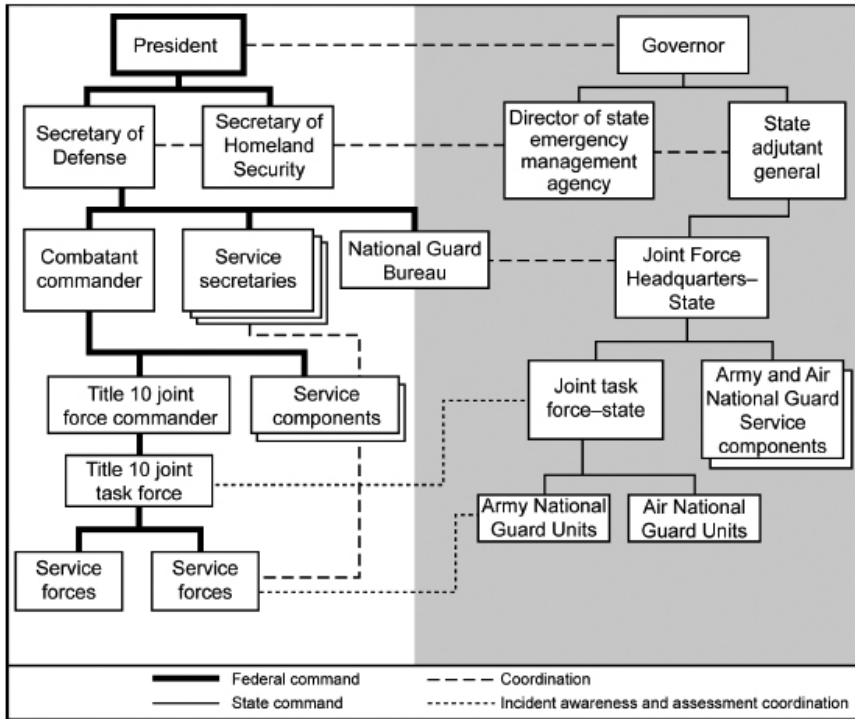 President
Governor
Secretary of
Defense
Secretary of
Homeland
Security
Director of state
emergency
management
agency
State
adjutant
general
Combatant
commander
Service
secretaries
National Guard
Bureau
Joint Force
Headquarters–
State
Title 10 joint
force commander
Service
components
Joint task
force–state
Army and Air
National Guard
Service
components
Title 10 joint
task force
Army National
Guard Units
Air National
Guard Units
Service
forces
Service
forces
Federal command
Coordination
State command
Incident awareness and assessment coordination